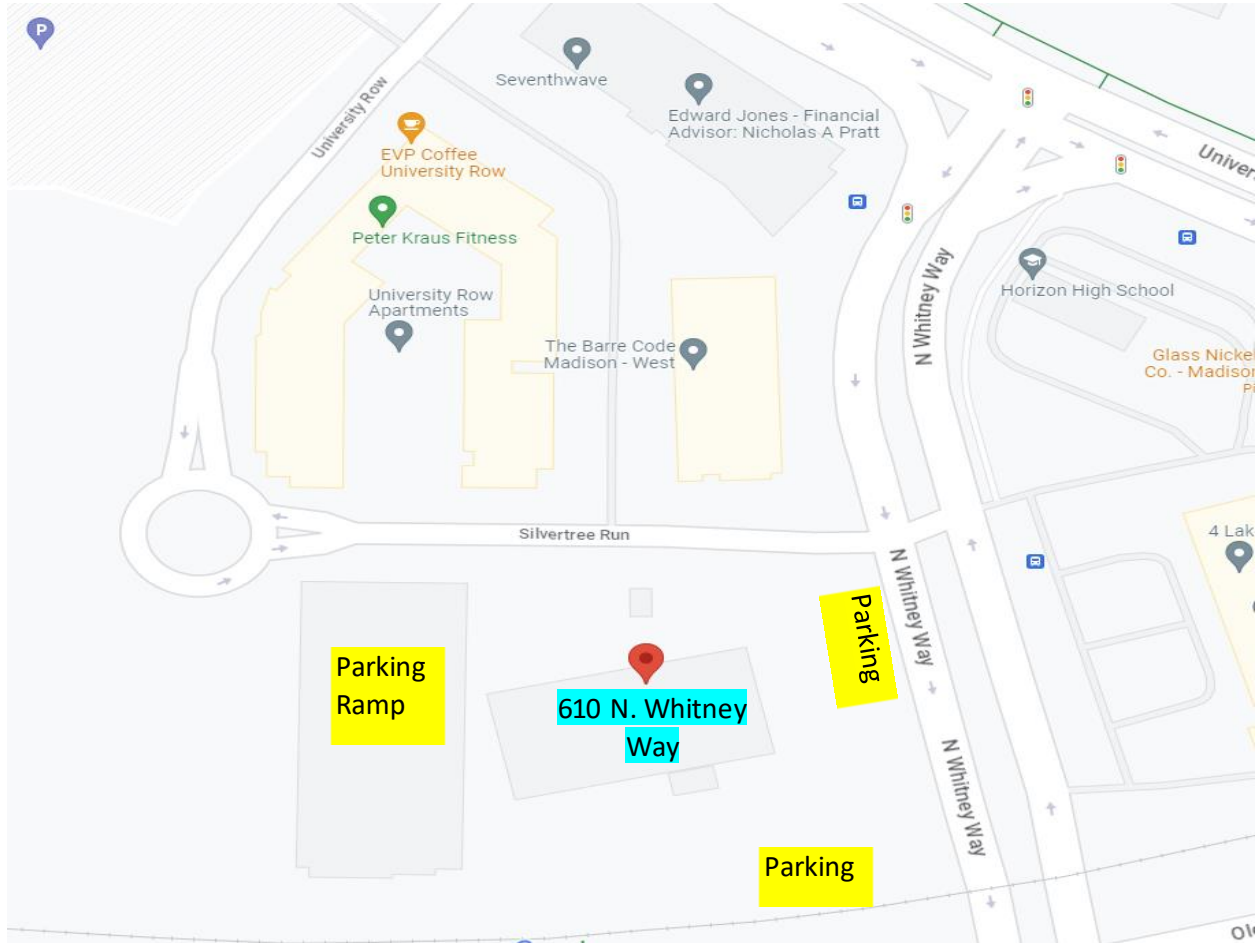 P
Seventhwave
Edward Jones - Financial
Advisor: Nicholas A Pratt
University Row
EVP Coffee
University Row
Peter Kraus Fitness
University Row
Apartments
The Barre Code
Madison - West
N Whitney Way
Horizon High School
Glass Nickel
Co. - Madison
Silvertree Run
4 Lak
N Whitney Way
Parking
Parking
Ramp
610 N. Whitney
Way
N Whitney Way
Parking